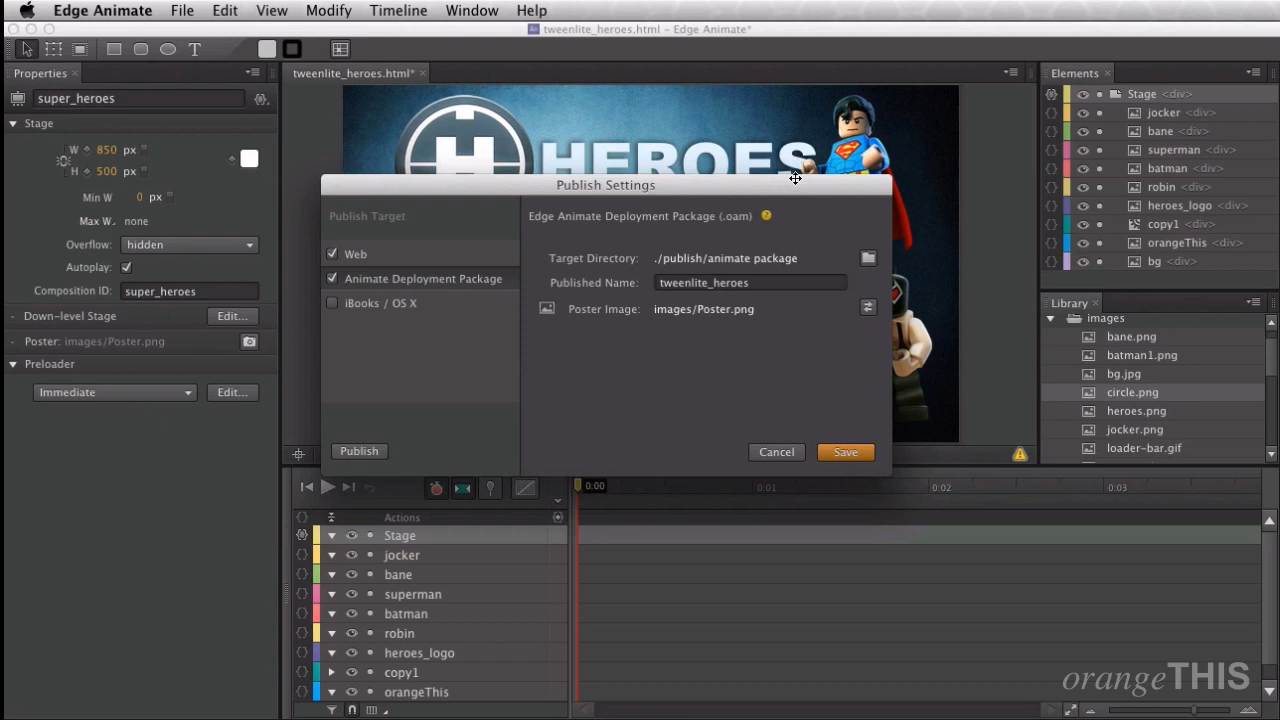 Edge Animate File Edit View Modify Timeline Window Help
An tweenlite_heroes.html – Edge Animate*
T
Properties ×
tweenlite_heroes.html* ×
Elements ×
super_heroes
Stage
W 850 px
H 500 px
Min W 0 px
Max W. none
Overflow: hidden
Autoplay:
Composition ID: super_heroes
Down-level Stage Edit...
Poster: images/Poster.png
Preloader
Immediate Edit...
H HEROES
S
Publish Settings
Publish Target
Web
Animate Deployment Package
iBooks / OS X
Publish
Edge Animate Deployment Package (.oam) ?
Target Directory: ./publish/animate package
Published Name: tweenlite_heroes
Poster Image: images/Poster.png
Cancel Save
Stage <div>
jocker <div>
bane <div>
superman <div>
batman <div>
robin <div>
heroes_logo <div>
copy1 <div>
orangeThis <div>
bg <div>
Library ×
images
bane.png
batman1.png
bg.jpg
circle.png
heroes.png
jocker.png
loader-bar.gif
0:00 0:01 0:02 0:03
Actions
Stage
jocker
bane
superman
batman
robin
heroes_logo
copy1
orangeThis
orangeTHIS